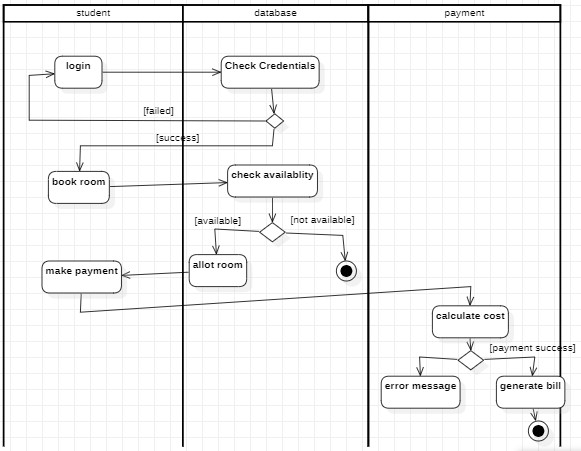 student
database
payment
login
Check Credentials
[failed]
[success]
book room
check availablity
[available]
[not available]
make payment
allot room
calculate cost
[payment success]
error message
generate bill